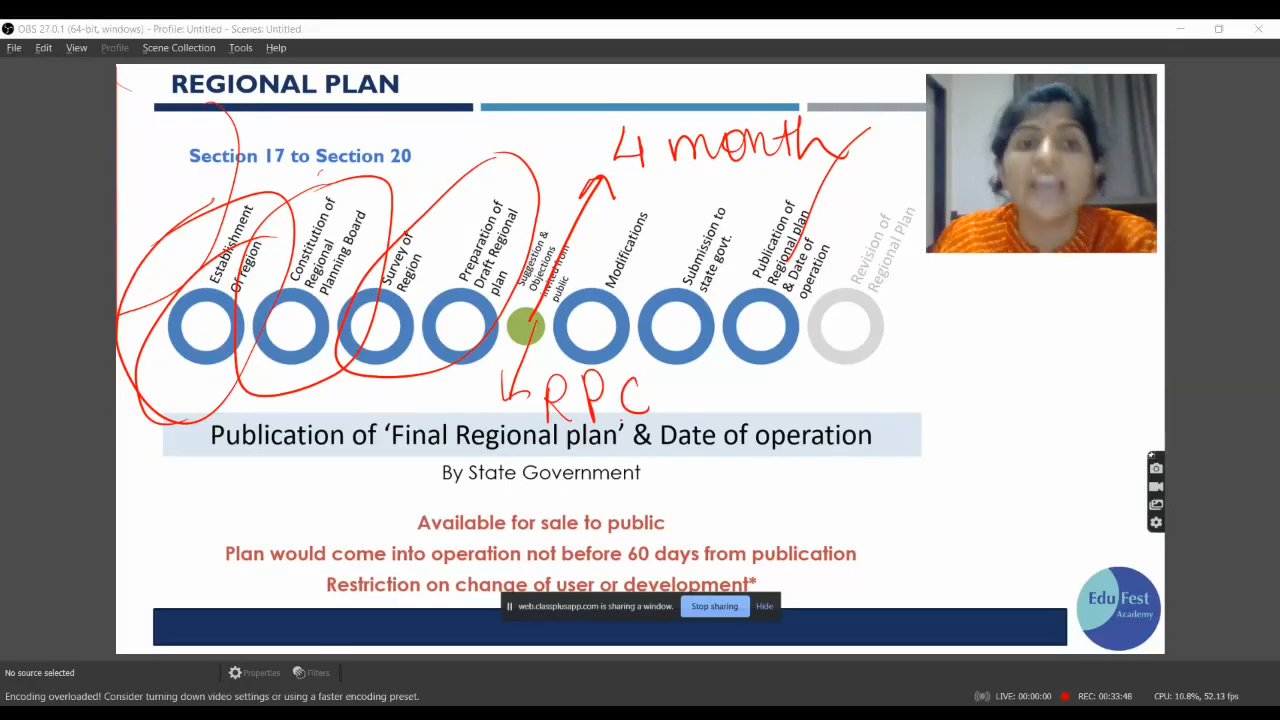 OBS 27.0.1 (64-bit, windows) - Profile: Untitled - Scenes: Untitled
File Edit View Profile Scene Collection Tools Help
REGIONAL PLAN
4 month
Section 17 to Section 20
Establishment
Of region
Constitution of
Regional
Planning Board
Survey of
Region
Preparation of
Draft Regional
plan
Suggestion &
Objections
invited from
public
Modifications
Submission to
state govt.
Publication of
Regional plan
& Date of
operation
Revision of
Regional Plan
RPC
Publication of ‘Final Regional plan’ & Date of operation
By State Government
Available for sale to public
Plan would come into operation not before 60 days from publication
Restriction on change of user or development*
web.classplusapp.com is sharing a window. Stop sharing Hide
EduFest
Academy
No source selected Properties Filters
Encoding overloaded! Consider turning down video settings or using a faster encoding preset. LIVE: 00:00:00 REC: 00:33:48 CPU: 10.8%, 52.13 fps